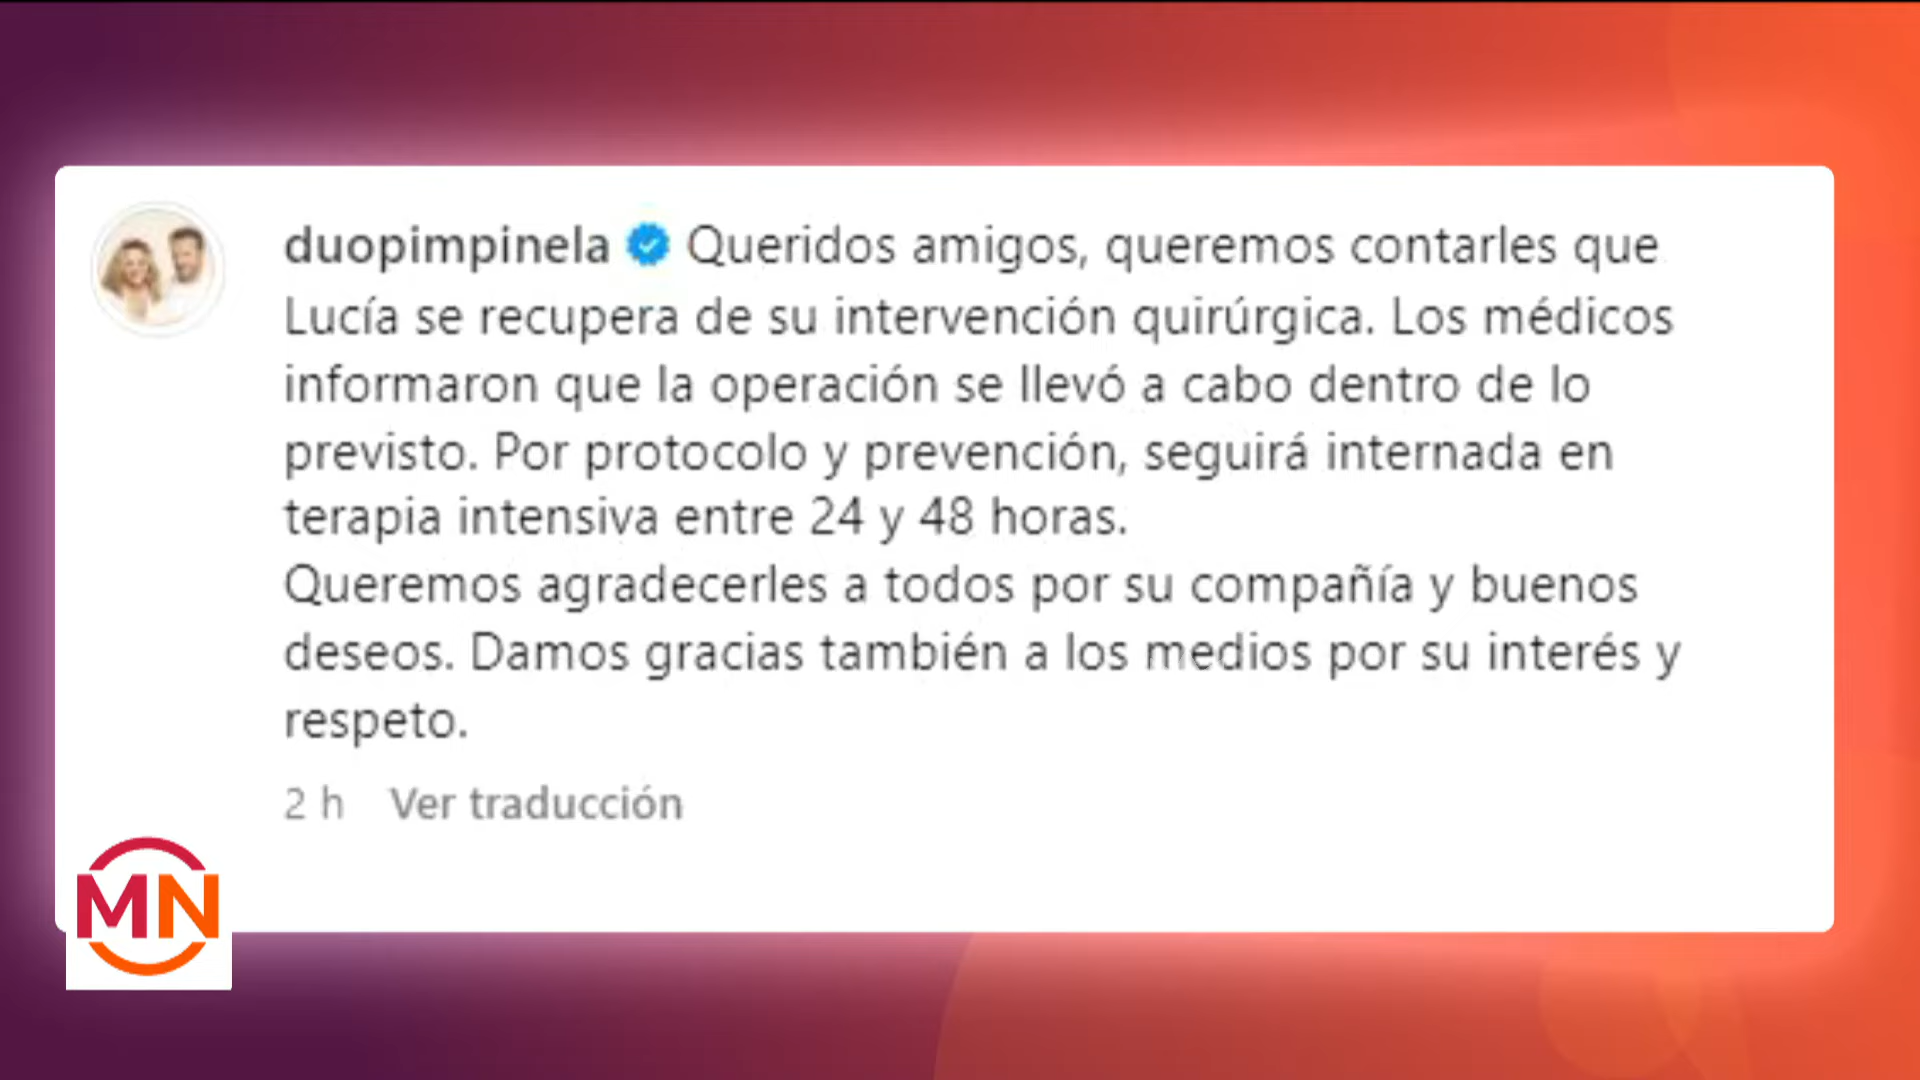 duopimpinela Queridos amigos, queremos contarles que
Lucía se recupera de su intervención quirúrgica. Los médicos
informaron que la operación se llevó a cabo dentro de lo
previsto. Por protocolo y prevención, seguirá internada en
terapia intensiva entre 24 y 48 horas.
Queremos agradecerles a todos por su compañía y buenos
deseos. Damos gracias también a los medios por su interés y
respeto.
2 h Ver traducción
MN